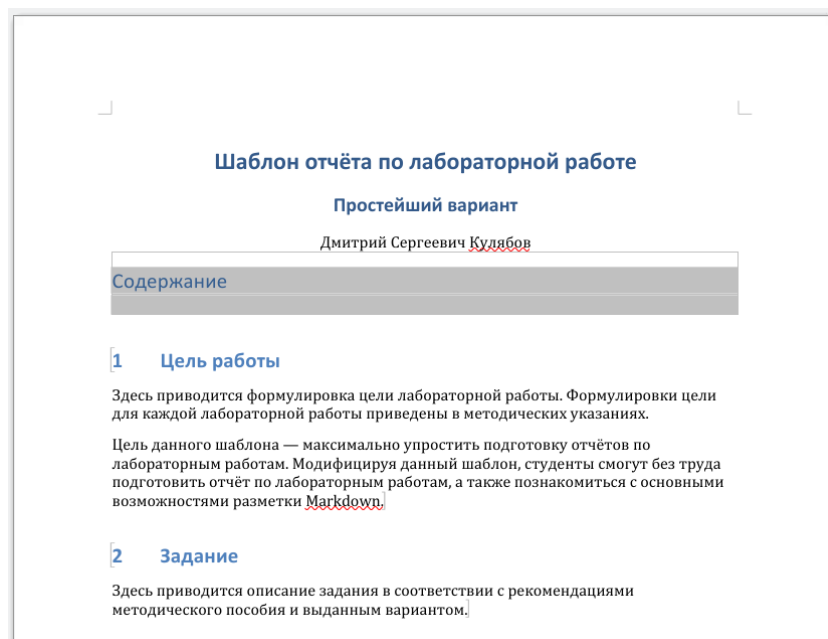 Шаблон отчёта по лабораторной работе
Простейший вариант
Дмитрий Сергеевич Кулябов
Содержание
1 Цель работы
Здесь приводится формулировка цели лабораторной работы. Формулировки цели
для каждой лабораторной работы приведены в методических указаниях.
Цель данного шаблона — максимально упростить подготовку отчётов по
лабораторным работам. Модифицируя данный шаблон, студенты смогут без труда
подготовить отчёт по лабораторным работам, а также познакомиться с основными
возможностями разметки Markdown.
2 Задание
Здесь приводится описание задания в соответствии с рекомендациями
методического пособия и выданным вариантом.